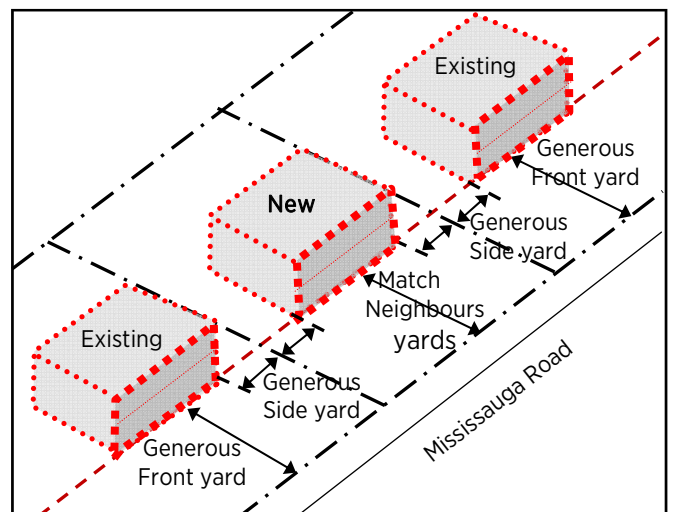 Existing
Generous
Front yard
New
Generous
Side yard
Match
Neighbours
yards
Existing
Generous
Side yard
Generous
Front yard
Mississauga Road